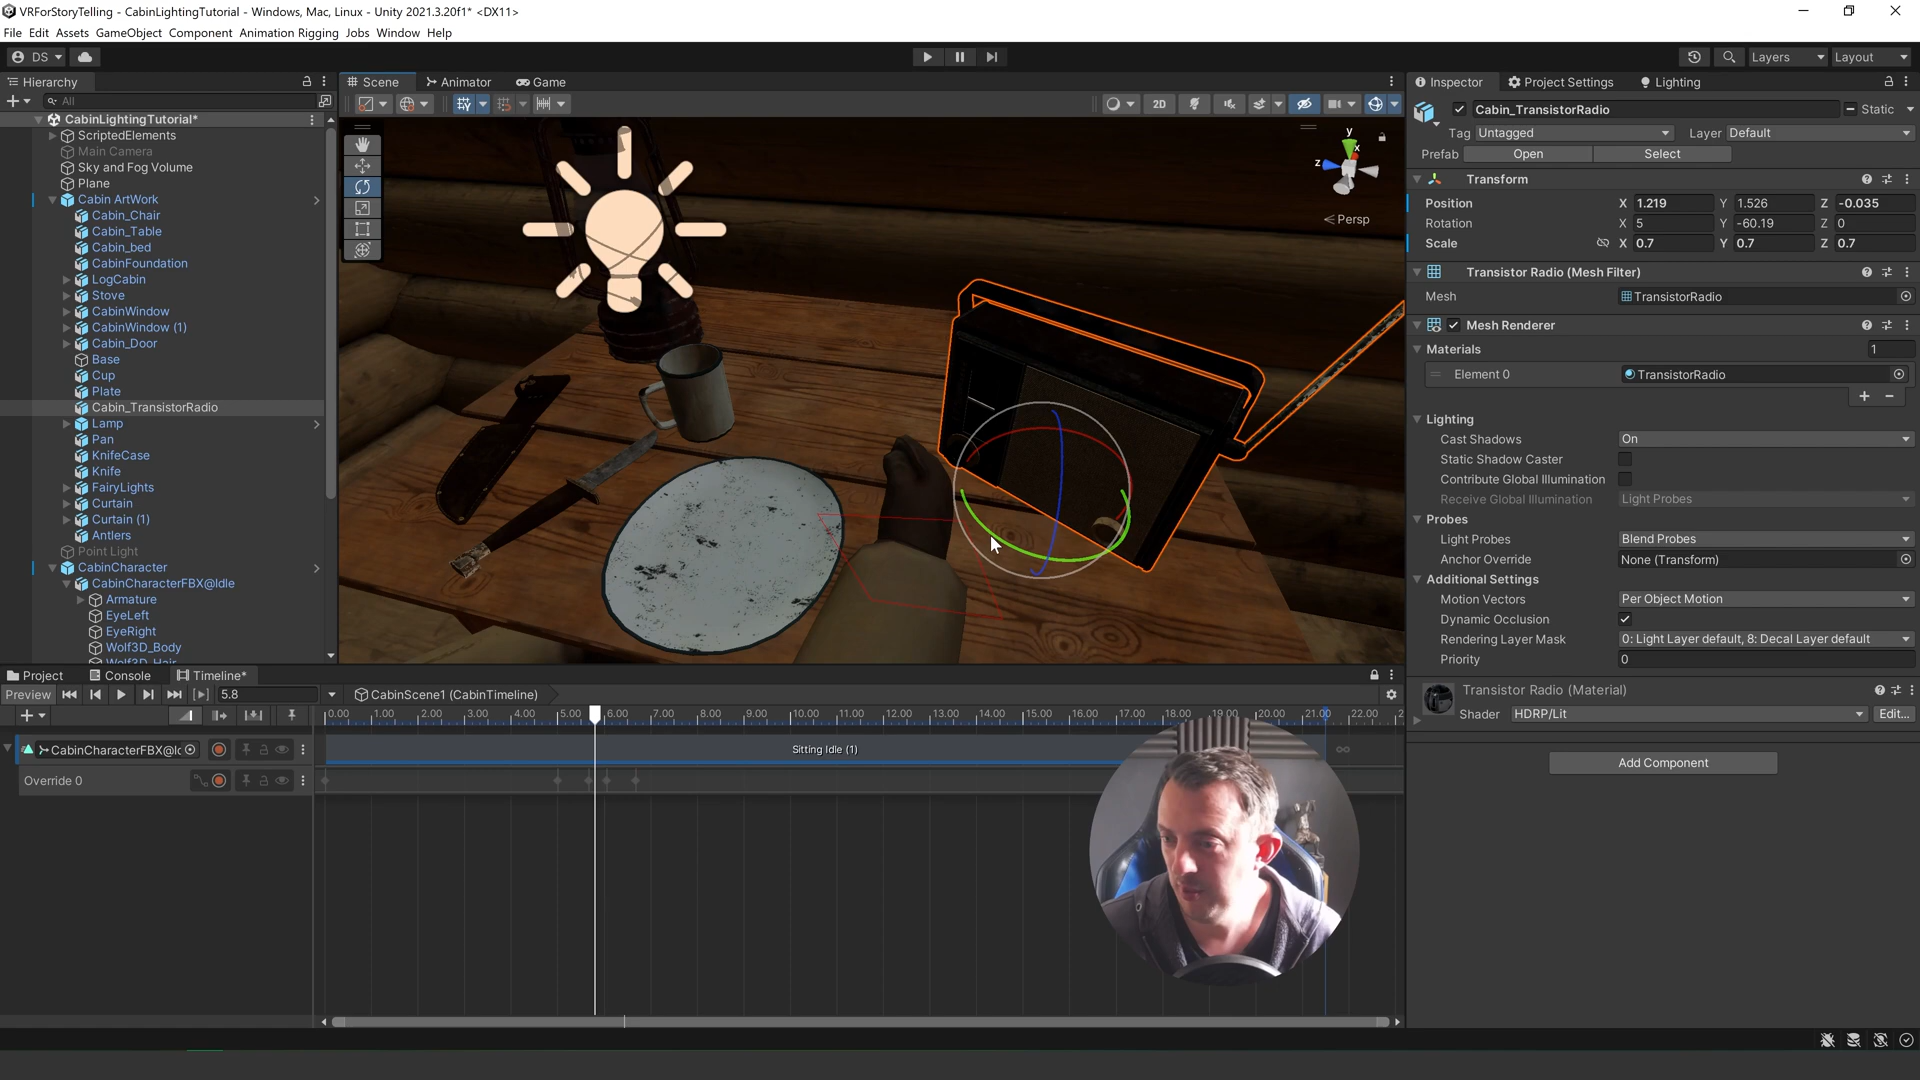 VRForStoryTelling - CabinLightingTutorial - Windows, Mac, Linux - Unity 2021.3.20f1* <DX11>
File Edit Assets GameObject Component Animation Rigging Jobs Window Help
DS
Layers
Layout
Hierarchy
All
CabinLightingTutorial*
ScriptedElements
Main Camera
Sky and Fog Volume
Plane
Cabin ArtWork
Cabin_Chair
Cabin_Table
Cabin_bed
CabinFoundation
LogCabin
Stove
CabinWindow
CabinWindow (1)
Cabin_Door
Base
Cup
Plate
Cabin_TransistorRadio
Lamp
Pan
KnifeCase
Knife
FairyLights
Curtain
Curtain (1)
Antlers
Point Light
CabinCharacter
CabinCharacterFBX@Idle
Armature
EyeLeft
EyeRight
Wolf3D_Body
Wolf3D_Hair
Scene Animator Game
2D
y
x
z
Persp
Inspector Project Settings Lighting
Cabin_TransistorRadio Static
Tag Untagged Layer Default
Prefab Open Select
Transform
Position X 1.219 Y 1.526 Z -0.035
Rotation X 5 Y -60.19 Z 0
Scale X 0.7 Y 0.7 Z 0.7
Transistor Radio (Mesh Filter)
Mesh TransistorRadio
Mesh Renderer
Materials 1
Element 0 TransistorRadio
Lighting
Cast Shadows On
Static Shadow Caster
Contribute Global Illumination
Receive Global Illumination Light Probes
Probes
Light Probes Blend Probes
Anchor Override None (Transform)
Additional Settings
Motion Vectors Per Object Motion
Dynamic Occlusion
Rendering Layer Mask 0: Light Layer default, 8: Decal Layer default
Priority 0
Transistor Radio (Material)
Shader HDRP/Lit Edit...
Add Component
Project Console Timeline*
Preview 5.8 CabinScene1 (CabinTimeline)
0.00 1.00 2.00 3.00 4.00 5.00 6.00 7.00 8.00 9.00 10.00 11.00 12.00 13.00 14.00 15.00 16.00 17.00 18.00 19.00 20.00 21.00 22.00
CabinCharacterFBX@Ic Sitting Idle (1)
Override 0